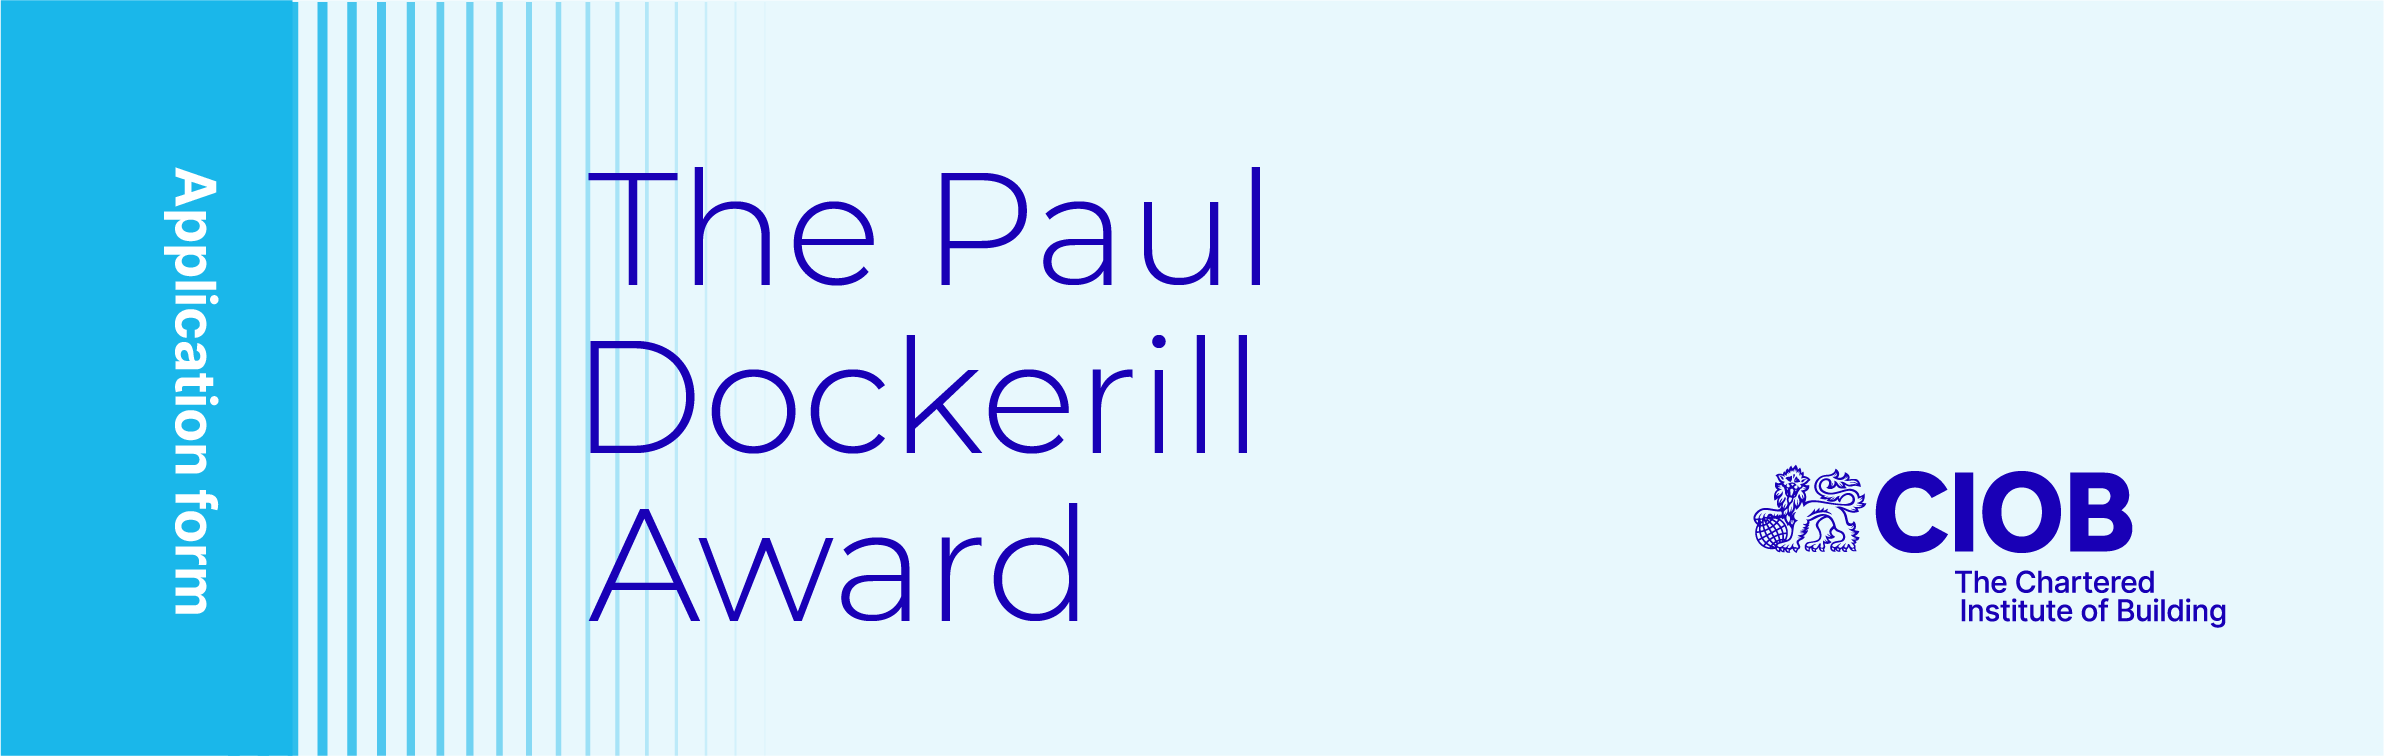 Application form
The Paul
Dockerill
Award
CIOB
The Chartered
Institute of Building